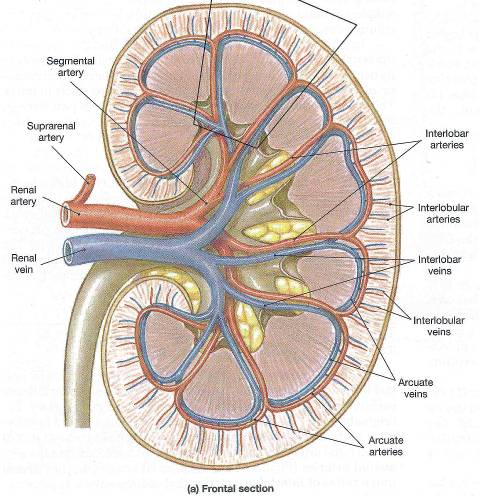 Segmental
artery
Suprarenal
artery
Renal
artery
Renal
vein
Interlobar
arteries
Interlobular
arteries
Interlobar
veins
Interlobular
veins
Arcuate
veins
Arcuate
arteries
(a) Frontal section